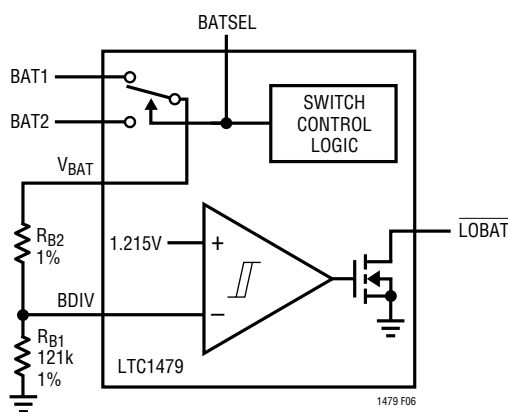 BATSEL
BAT1
BAT2
SWITCH
CONTROL
LOGIC
VBAT
RB2
1%
1.215V
+
LOBAT
BDIV
−
RB1
121k
1%
LTC1479
1479 F06